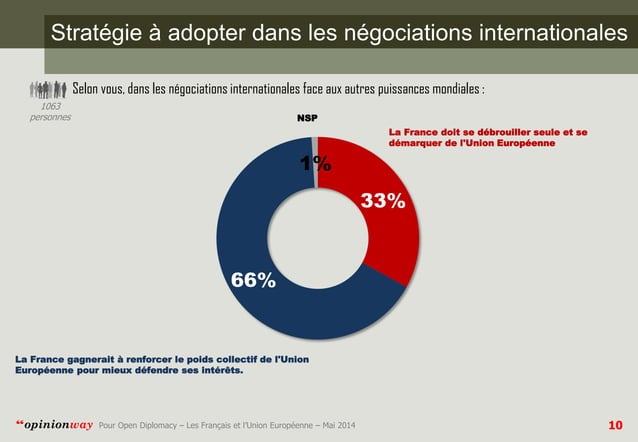 Stratégie à adopter dans les négociations internationales
Selon vous, dans les négociations internationales face aux autres puissances mondiales :
1063
personnes
NSP
La France doit se débrouiller seule et se
démarquer de l'Union Européenne
1%
33%
66%
La France gagnerait à renforcer le poids collectif de l'Union
Européenne pour mieux défendre ses intérêts.
“opinionway Pour Open Diplomacy – Les Français et l'Union Européenne – Mai 2014
10